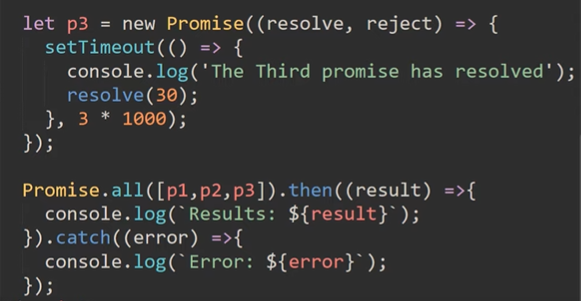 let p3 = new Promise((resolve, reject) => {
  setTimeout(() => {
    console.log('The Third promise has resolved');
    resolve(30);
  }, 3 * 1000);
});

Promise.all([p1,p2,p3]).then((result) =>{
  console.log(`Results: ${result}`);
}).catch((error) =>{
  console.log(`Error: ${error}`);
});